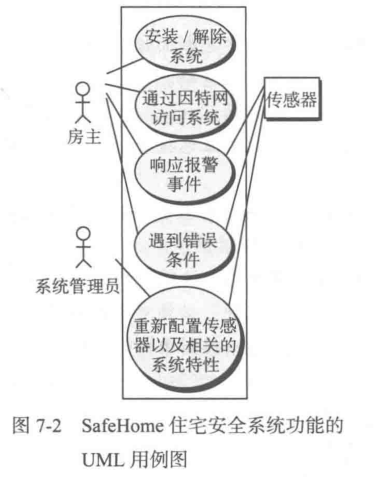 安装 / 解除
系统
通过因特网
访问系统
传感器
房主
响应报警
事件
遇到错误
条件
系统管理员
重新配置传感
器以及相关的
系统特性
图 7-2 SafeHome 住宅安全系统功能的
UML 用例图